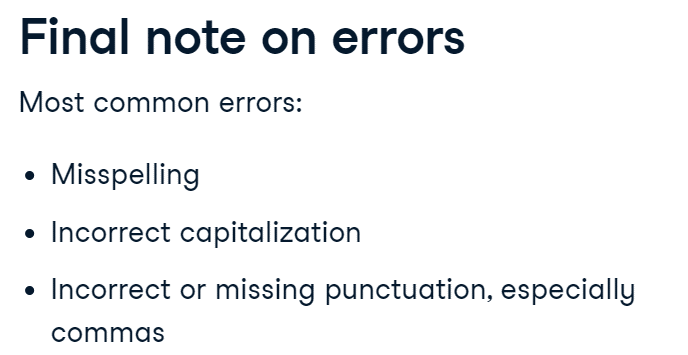 Final note on errors
Most common errors:
• Misspelling
• Incorrect capitalization
• Incorrect or missing punctuation, especially
commas